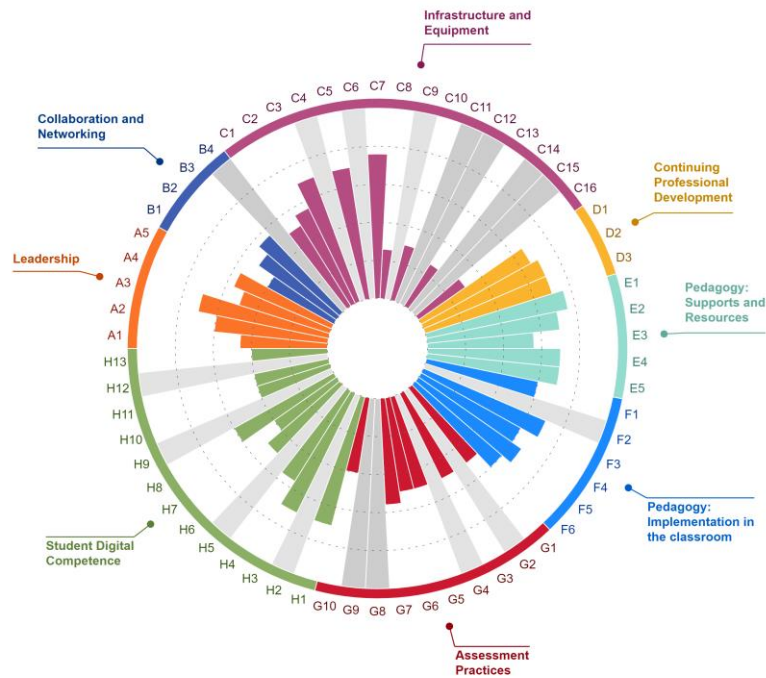 Infrastructure and
Equipment
Collaboration and
Networking
Continuing
Professional
Development
Leadership
Pedagogy:
Supports and
Resources
Pedagogy:
Implementation in
the classroom
Student Digital
Competence
Assessment
Practices
A1
A2
A3
A4
A5
B1
B2
B3
B4
C1
C2
C3
C4
C5
C6
C7
C8
C9
C10
C11
C12
C13
C14
C15
C16
D1
D2
D3
E1
E2
E3
E4
E5
F1
F2
F3
F4
F5
F6
G1
G2
G3
G4
G5
G6
G7
G8
G9
G10
H1
H2
H3
H4
H5
H6
H7
H8
H9
H10
H11
H12
H13